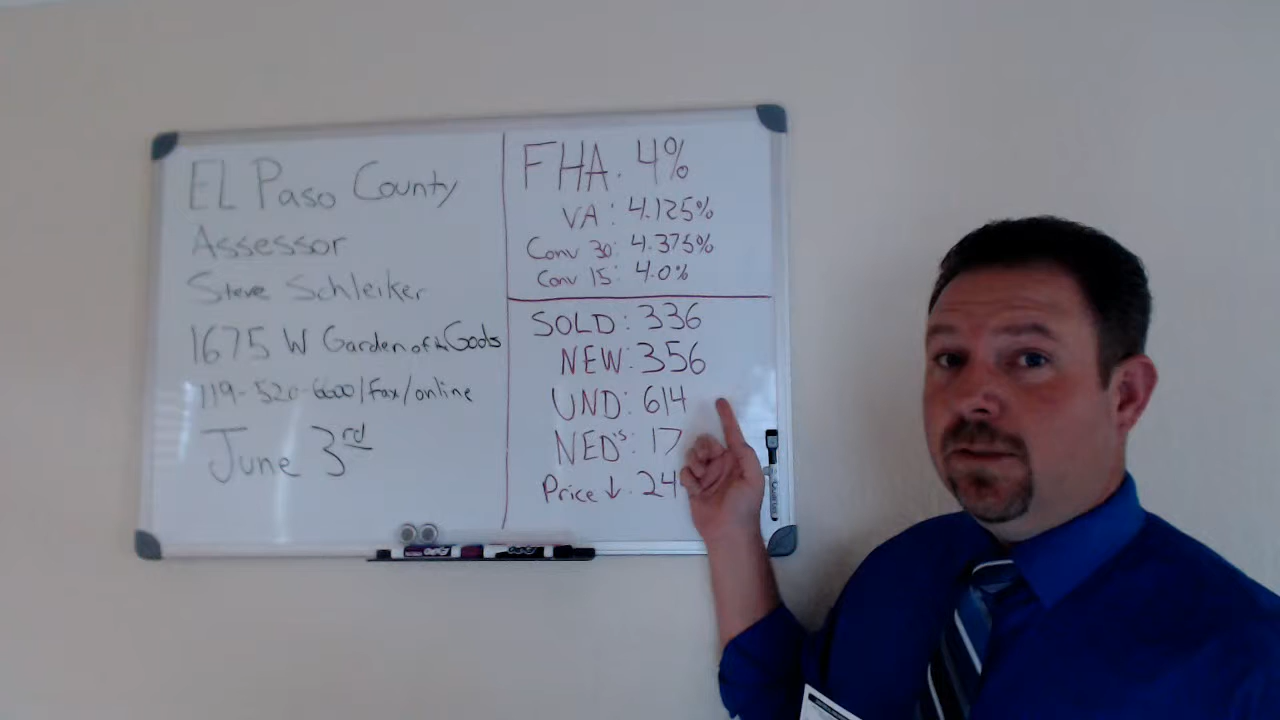 EL Paso County
Assessor
Steve Schleiker
1675 W Garden of the Gods
119-520-6600/Fax/online
June 3rd
FHA. 4%
VA: 4.125%
Conv 30: 4.375%
Conv 15: 4.0%
SOLD: 336
NEW: 356
UND: 614
NED's: 17
Price ↓. 24